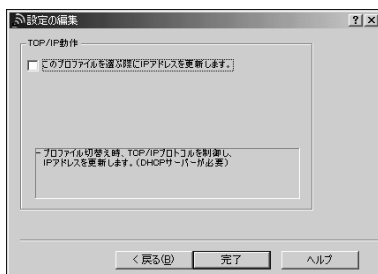 設定の編集
TCP/IP動作
このプロファイルを選ぶ際にIPアドレスを更新します。
- プロファイル切替え時、TCP/IPプロトコルを制御し、
IPアドレスを更新します。(DHCPサーバーが必要)
< 戻る(B)
完了
ヘルプ